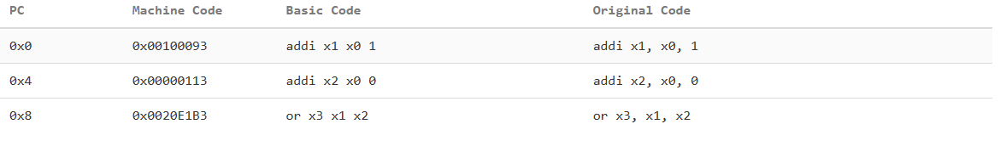 PC Machine Code Basic Code Original Code
0x0 0x00100093 addi x1 x0 1 addi x1, x0, 1
0x4 0x00000113 addi x2 x0 0 addi x2, x0, 0
0x8 0x0020E1B3 or x3 x1 x2 or x3, x1, x2